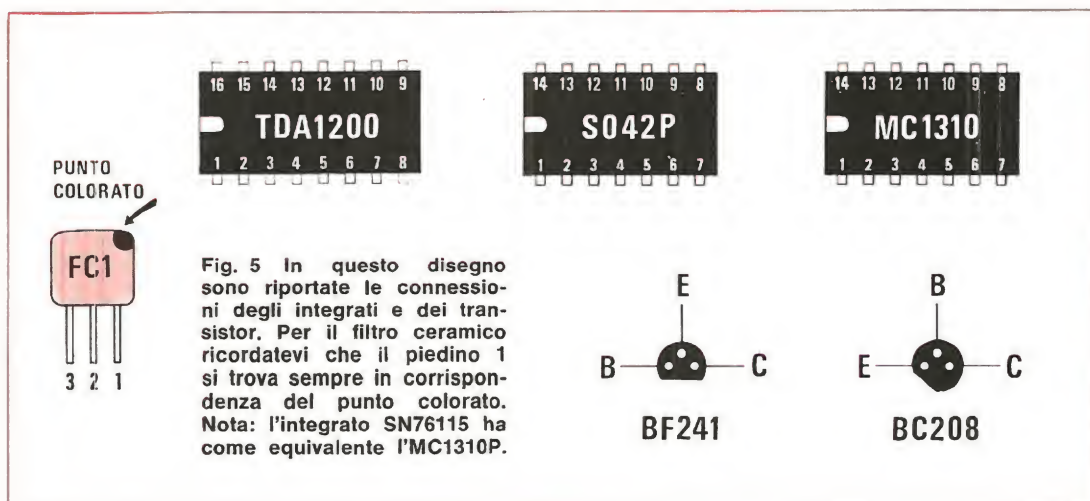 16 15 14 13 12 11 10 9
TDA1200
1 2 3 4 5 6 7 8
14 13 12 11 10 9 8
S042P
1 2 3 4 5 6 7
14 13 12 11 10 9 8
MC1310
1 2 3 4 5 6 7
PUNTO
COLORATO
FC1
3 2 1
Fig. 5 In questo disegno
sono riportate le connessio-
ni degli integrati e dei tran-
sistor. Per il filtro ceramico
ricordatevi che il piedino 1
si trova sempre in corrispon-
denza del punto colorato.
Nota: l'integrato SN76115 ha
come equivalente l'MC1310P.
E
B C
BF241
B
E C
BC208